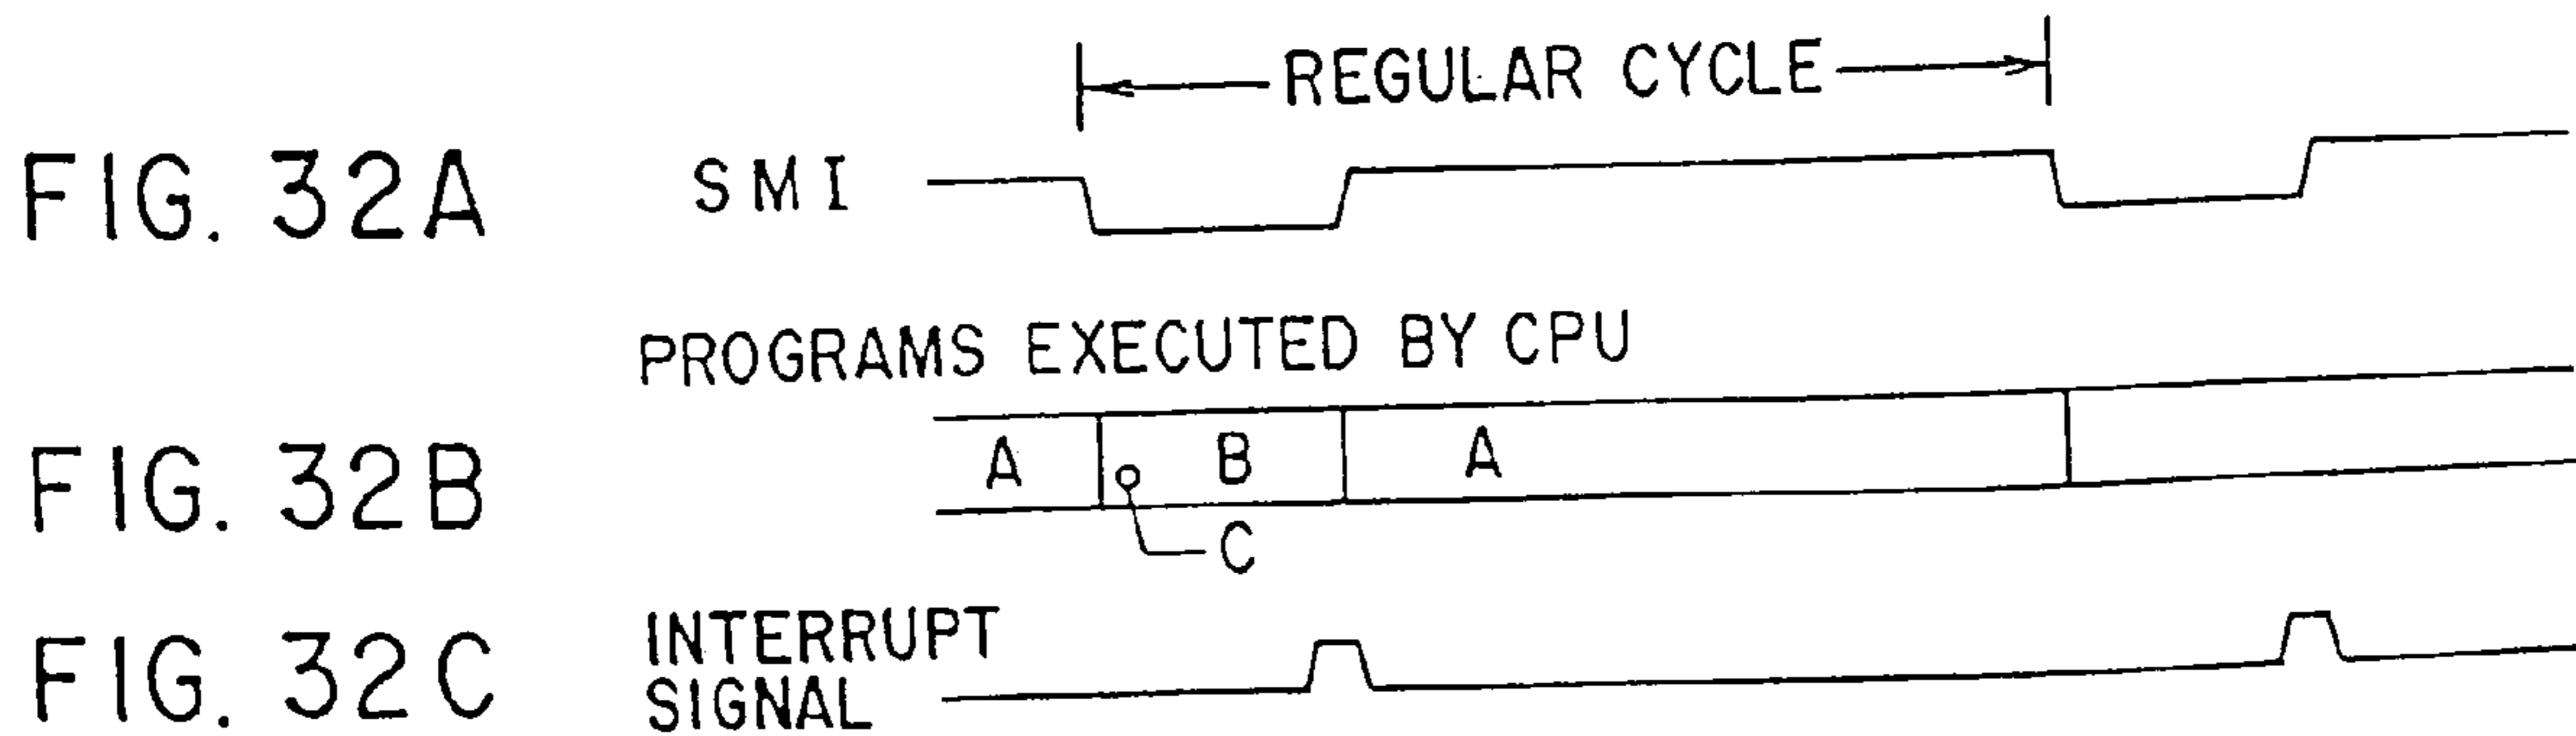 REGULAR CYCLE
FIG. 32A
SMI
PROGRAMS EXECUTED BY CPU
FIG. 32B
A B A
C
FIG. 32C
INTERRUPT
SIGNAL